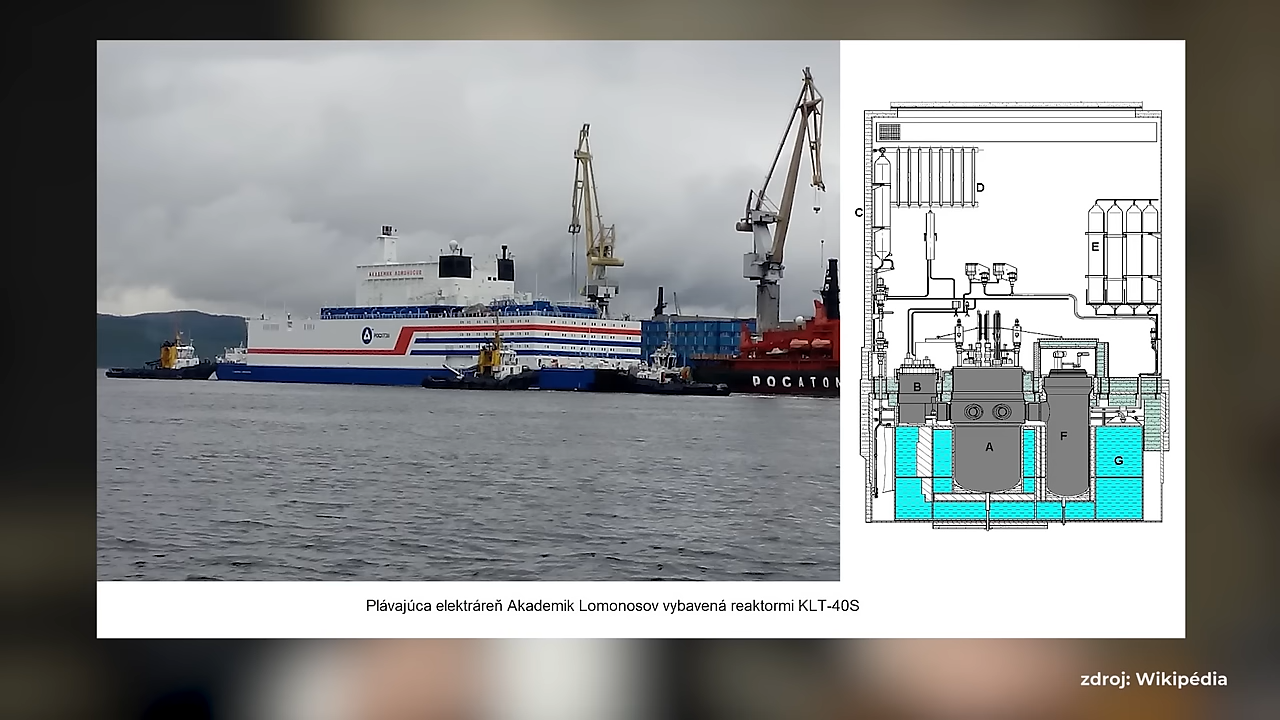 АКАДЕМИК ЛОМОНОСОВ
РОСАТОМ
РОСАТОМ
C
D
E
B
A
F
G
Plávajúca elektráreň Akademik Lomonosov vybavená reaktormi KLT-40S
zdroj: Wikipédia